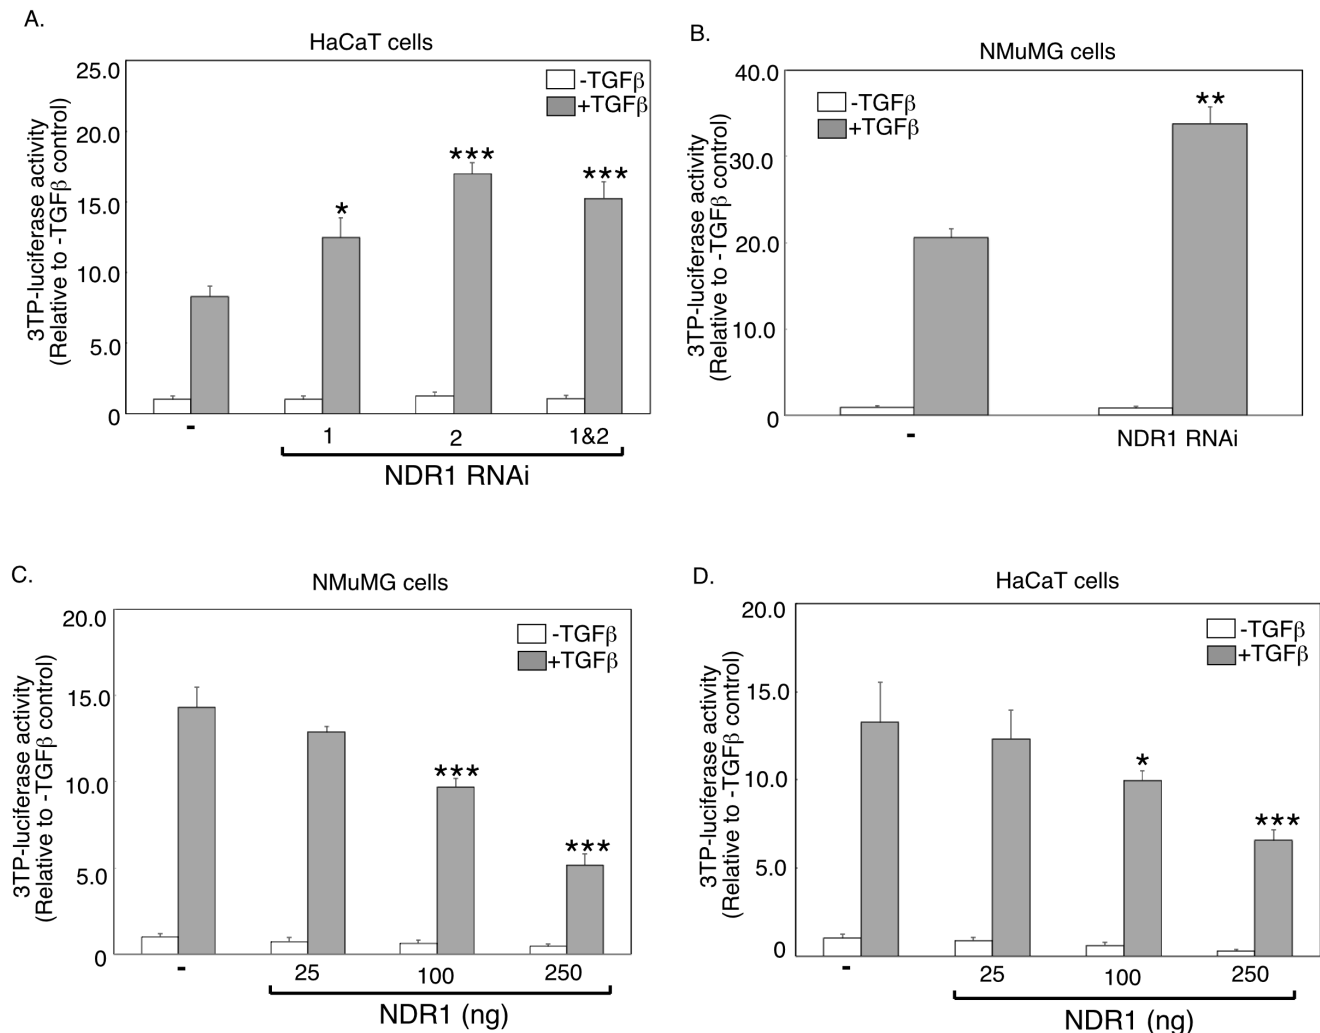 A.
HaCaT cells
3TP-luciferase activity
(Relative to -TGFβ control)
25.0
20.0
15.0
10.0
5.0
0
-TGFβ
+TGFβ
*
***
***
-
1
2
1&2
NDR1 RNAi
B.
NMuMG cells
3TP-luciferase activity
(Relative to -TGFβ control)
40.0
30.0
20.0
10.0
0
-TGFβ
+TGFβ
**
-
NDR1 RNAi
C.
NMuMG cells
3TP-luciferase activity
(Relative to -TGFβ control)
20.0
15.0
10.0
5.0
0
-TGFβ
+TGFβ
***
***
-
25
100
250
NDR1 (ng)
D.
HaCaT cells
3TP-luciferase activity
(Relative to -TGFβ control)
20.0
15.0
10.0
5.0
0
-TGFβ
+TGFβ
*
***
-
25
100
250
NDR1 (ng)